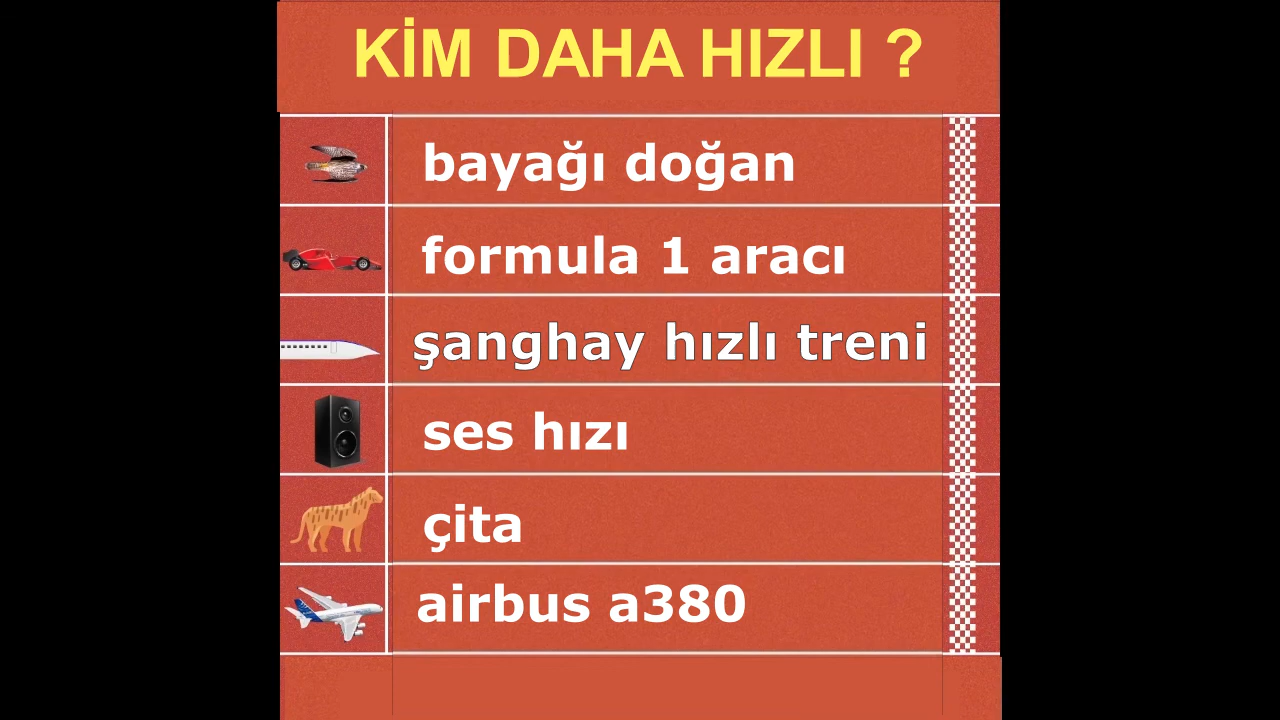 KİM DAHA HIZLI ?
bayağı doğan
formula 1 aracı
şanghay hızlı treni
ses hızı
çita
airbus a380